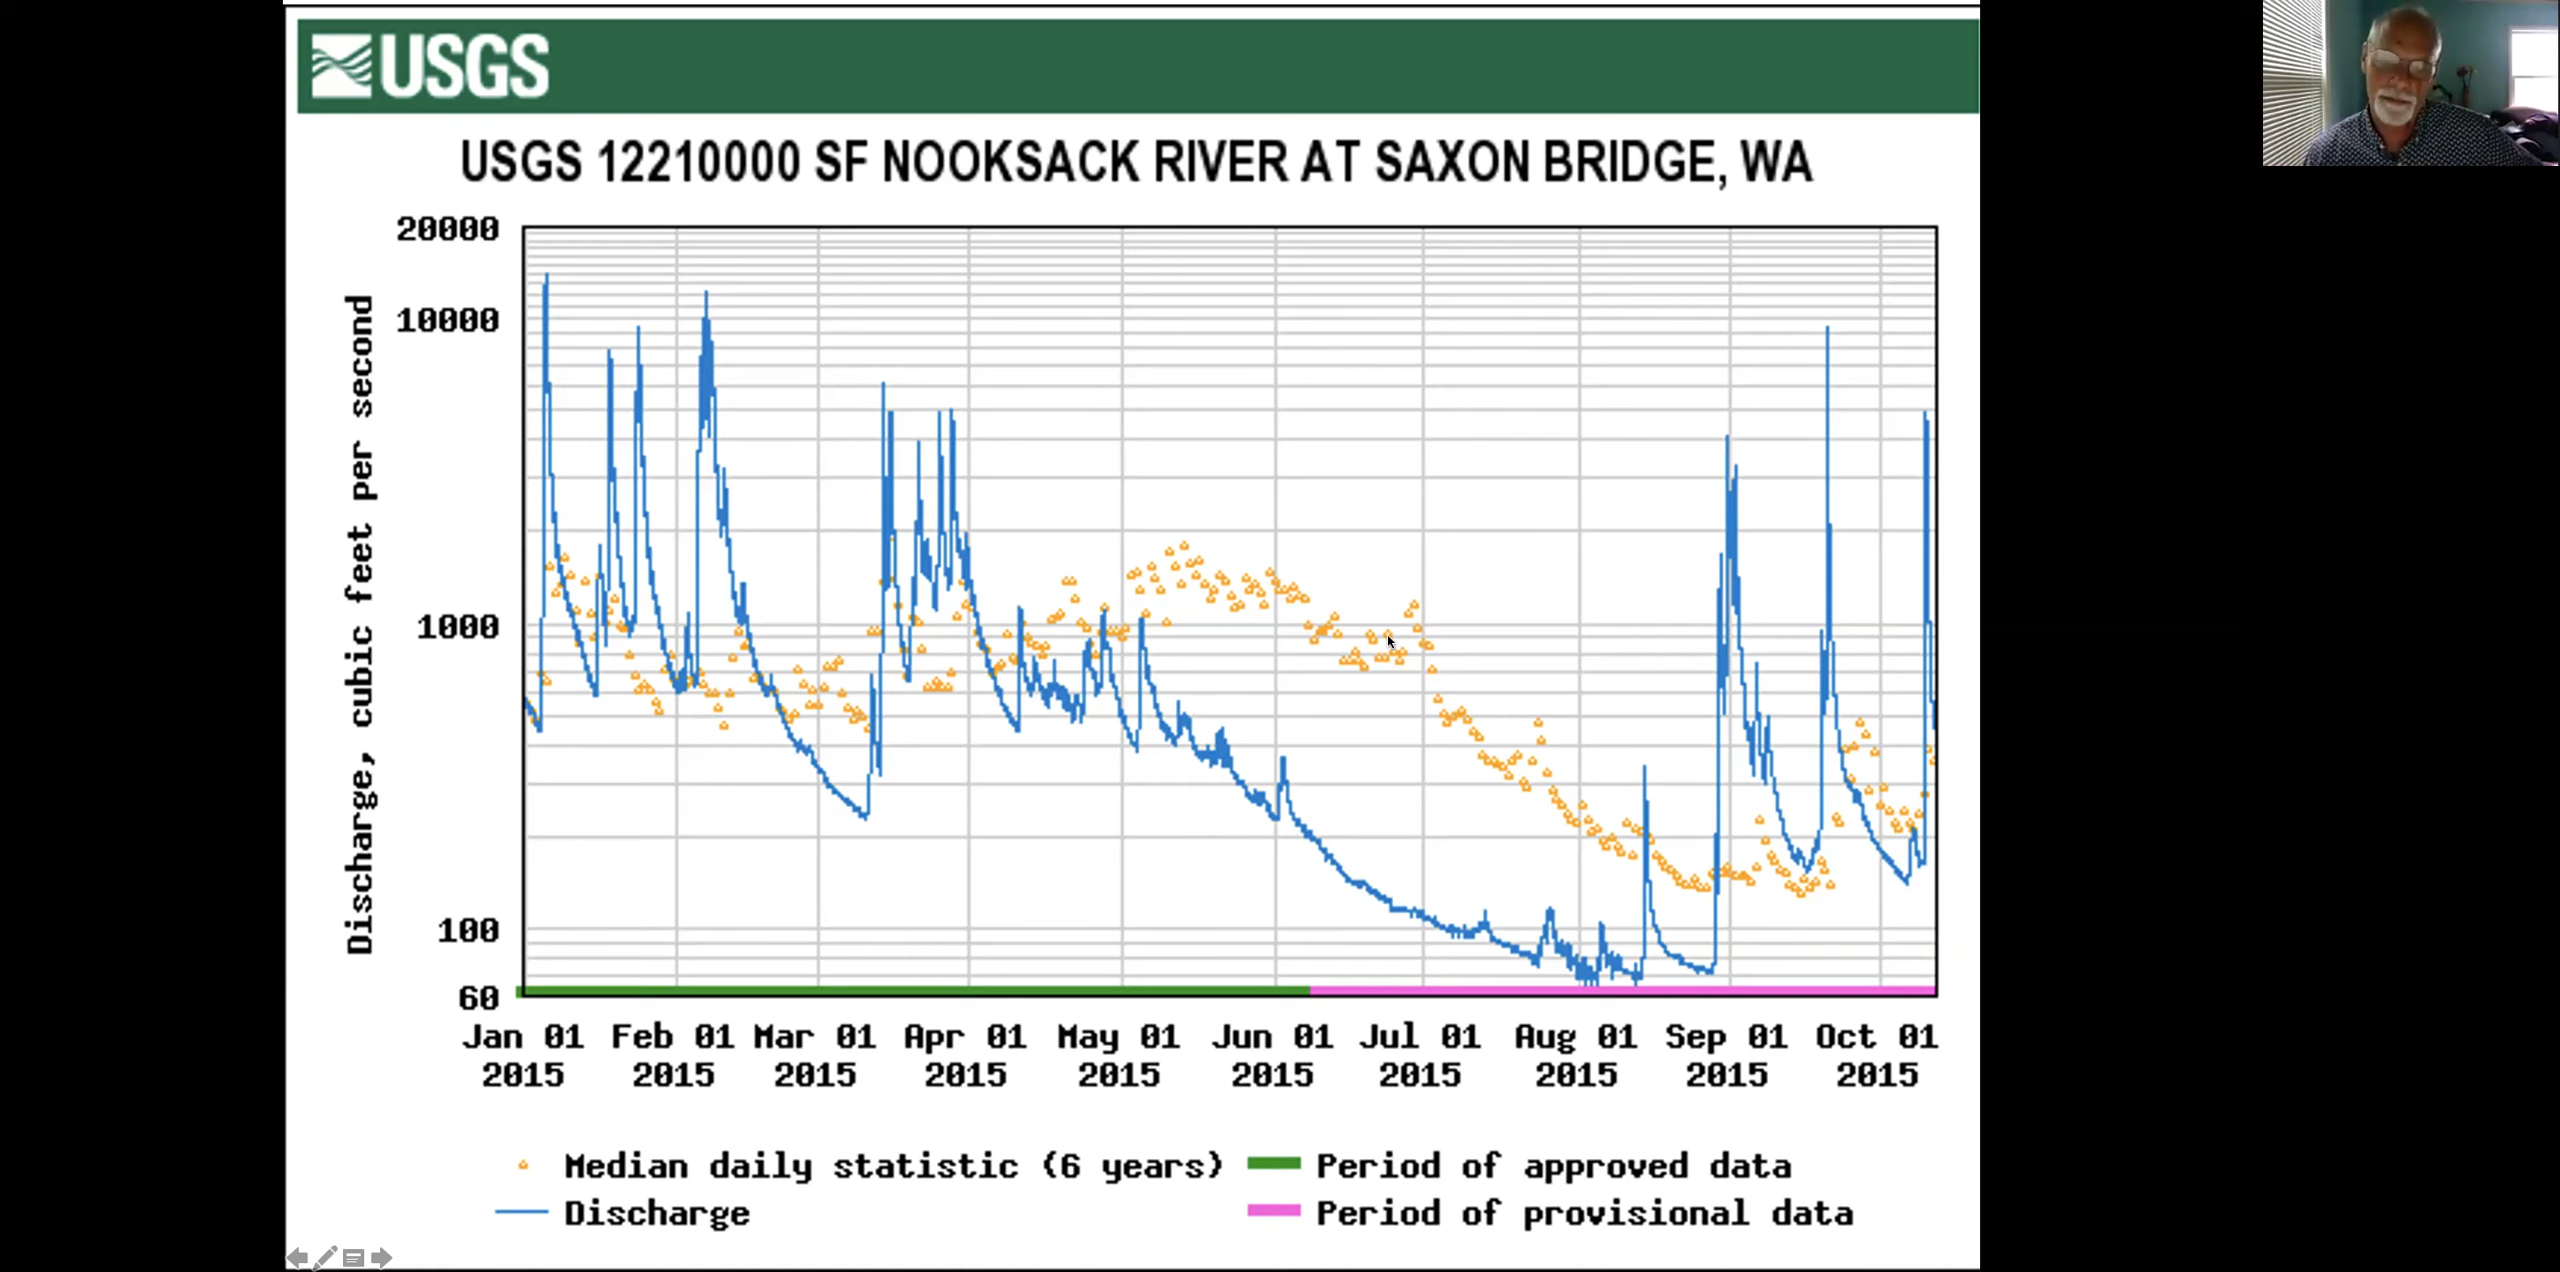 USGS
USGS 12210000 SF NOOKSACK RIVER AT SAXON BRIDGE, WA
Discharge, cubic feet per second
20000
10000
1000
100
60
Jan 01 Feb 01 Mar 01 Apr 01 May 01 Jun 01 Jul 01 Aug 01 Sep 01 Oct 01
2015 2015 2015 2015 2015 2015 2015 2015 2015 2015
Median daily statistic (6 years) Period of approved data
Discharge Period of provisional data